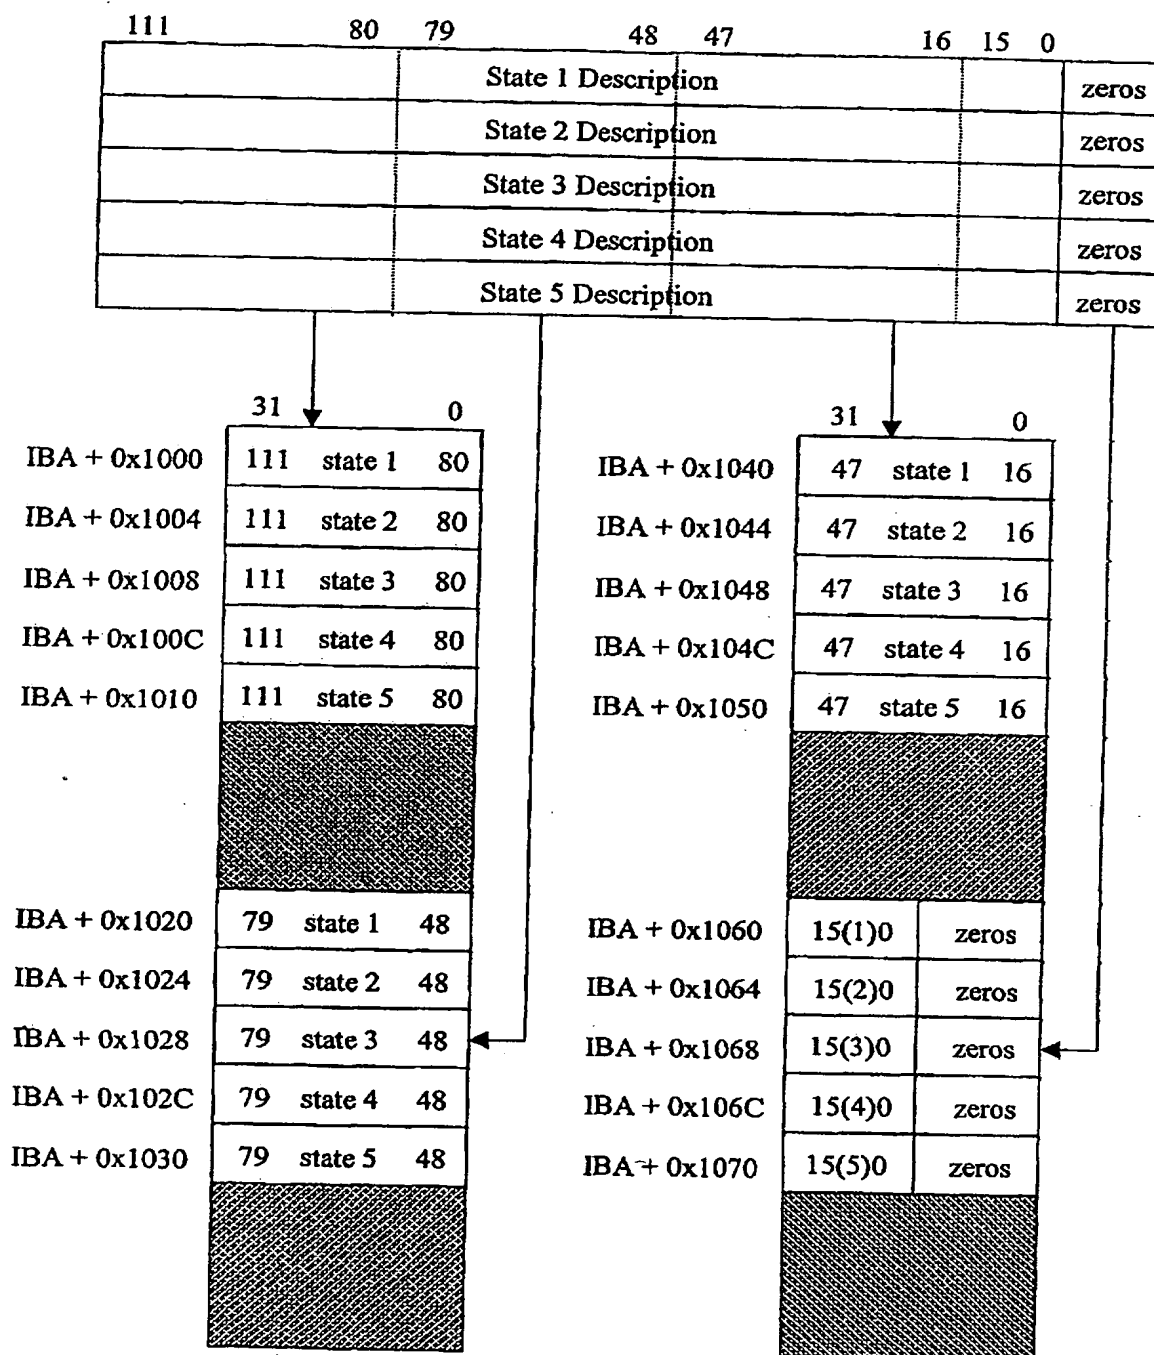 111 80 79 48 47 16 15 0
State 1 Description zeros
State 2 Description zeros
State 3 Description zeros
State 4 Description zeros
State 5 Description zeros
31 0
IBA + 0x1000 111 state 1 80
IBA + 0x1004 111 state 2 80
IBA + 0x1008 111 state 3 80
IBA + 0x100C 111 state 4 80
IBA + 0x1010 111 state 5 80
IBA + 0x1020 79 state 1 48
IBA + 0x1024 79 state 2 48
IBA + 0x1028 79 state 3 48
IBA + 0x102C 79 state 4 48
IBA + 0x1030 79 state 5 48
31 0
IBA + 0x1040 47 state 1 16
IBA + 0x1044 47 state 2 16
IBA + 0x1048 47 state 3 16
IBA + 0x104C 47 state 4 16
IBA + 0x1050 47 state 5 16
IBA + 0x1060 15(1)0 zeros
IBA + 0x1064 15(2)0 zeros
IBA + 0x1068 15(3)0 zeros
IBA + 0x106C 15(4)0 zeros
IBA + 0x1070 15(5)0 zeros